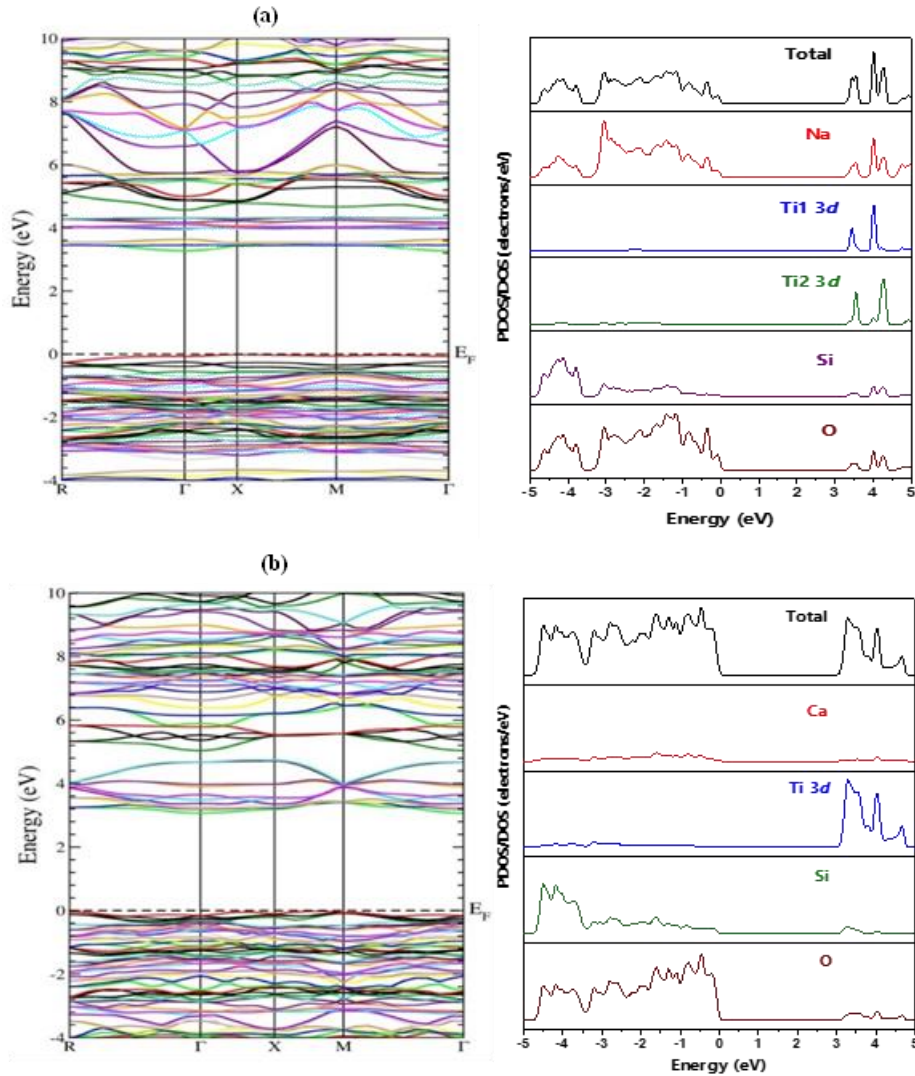 (a)
10
8
6
4
2
0
-2
-4
Energy (eV)
E_F
R Γ X M Γ
PDOS/DOS (electrons/eV)
Total
Na
Ti1 3d
Ti2 3d
Si
O
-5 -4 -3 -2 -1 0 1 2 3 4 5
Energy (eV)
(b)
10
8
6
4
2
0
-2
-4
Energy (eV)
E_F
R Γ X M Γ
PDOS/DOS (electrons/eV)
Total
Ca
Ti 3d
Si
O
-5 -4 -3 -2 -1 0 1 2 3 4 5
Energy (eV)